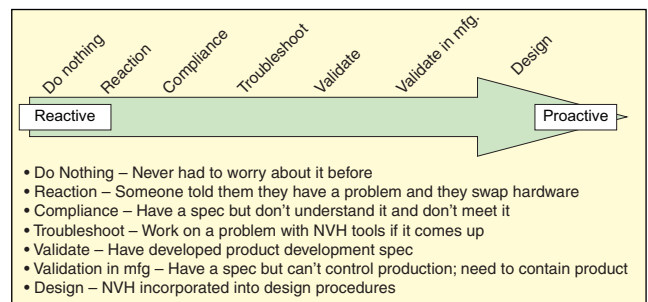 Do nothing
Reaction
Compliance
Troubleshoot
Validate
Validate in mfg.
Design
Reactive
Proactive
• Do Nothing – Never had to worry about it before
• Reaction – Someone told them they have a problem and they swap hardware
• Compliance – Have a spec but don't understand it and don't meet it
• Troubleshoot – Work on a problem with NVH tools if it comes up
• Validate – Have developed product development spec
• Validation in mfg – Have a spec but can't control production; need to contain product
• Design – NVH incorporated into design procedures